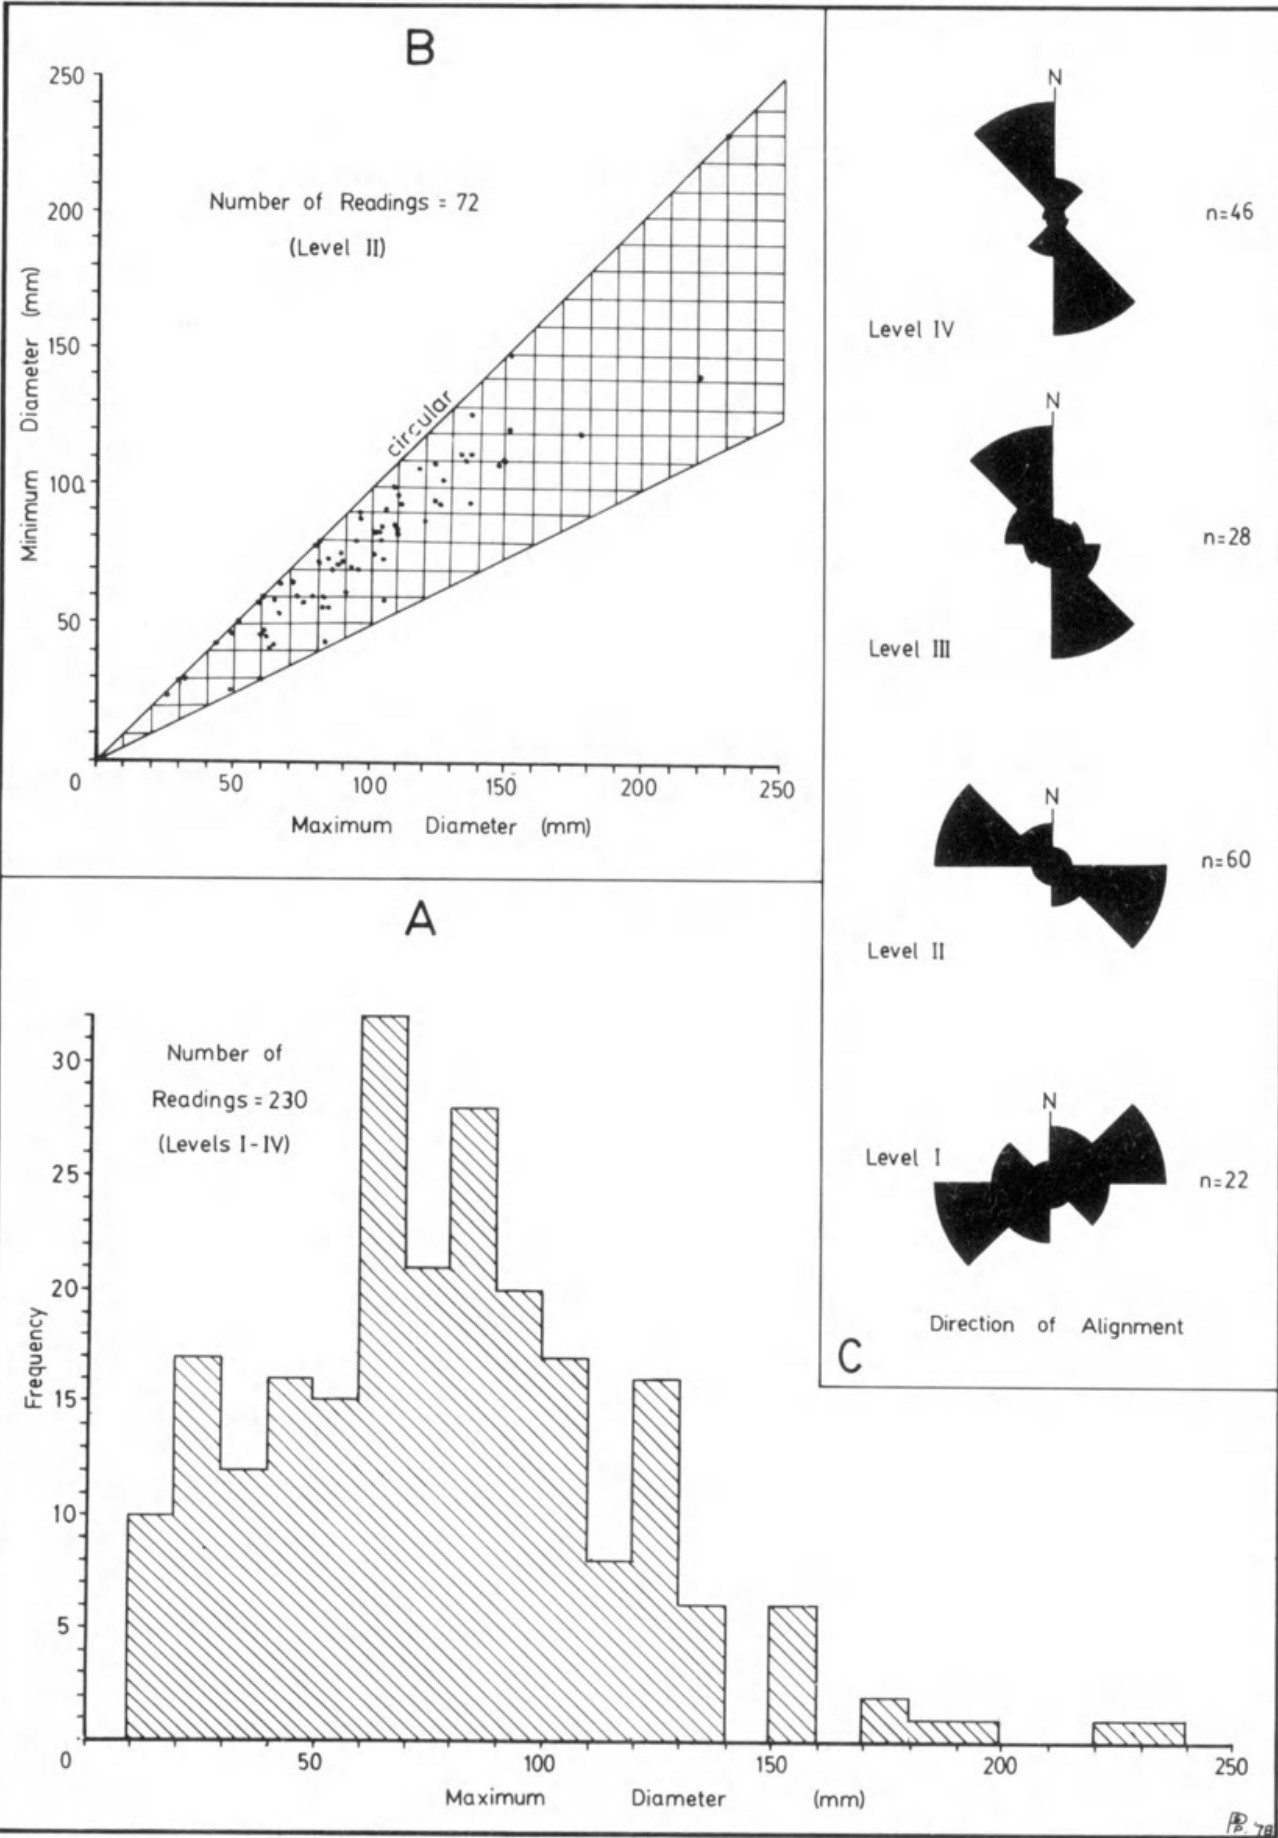 B
250
200
150
100
50
0
50
100
150
200
250
Minimum Diameter (mm)
Maximum Diameter (mm)
Number of Readings = 72
(Level II)
circular
A
30
25
20
15
10
5
0
50
100
150
200
250
Frequency
Maximum Diameter (mm)
Number of
Readings = 230
(Levels I-IV)
N
n=46
Level IV
N
n=28
Level III
N
n=60
Level II
N
Level I
n=22
Direction of Alignment
C
'78